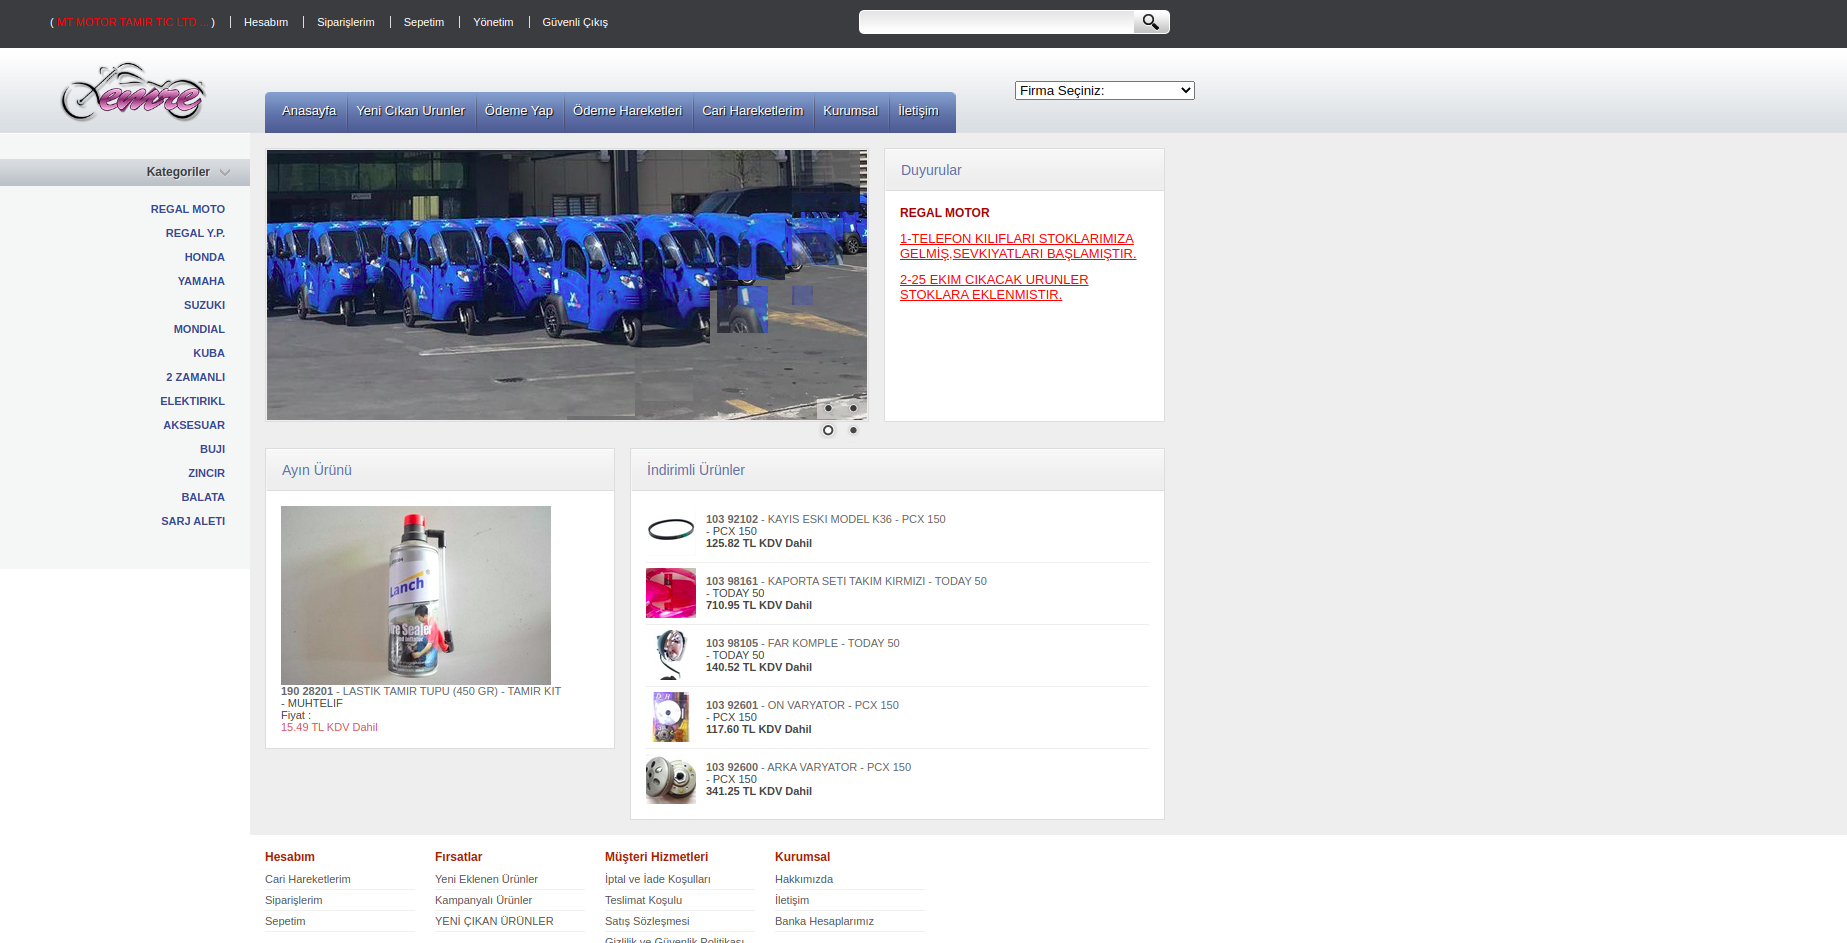 ( MT MOTOR TAMİR TIC LTD ... )
Hesabım
Siparişlerim
Sepetim
Yönetim
Güvenli Çıkış
emre
Anasayfa
Yeni Cıkan Urunler
Ödeme Yap
Ödeme Hareketleri
Cari Hareketlerim
Kurumsal
İletişim
Firma Seçiniz:
Kategoriler
REGAL MOTO
REGAL Y.P.
HONDA
YAMAHA
SUZUKI
MONDIAL
KUBA
2 ZAMANLI
ELEKTIRIKL
AKSESUAR
BUJI
ZINCIR
BALATA
SARJ ALETI
Duyurular
REGAL MOTOR
1-TELEFON KILIFLARI STOKLARIMIZA
GELMİŞ,SEVKIYATLARI BAŞLAMIŞTIR.
2-25 EKIM CIKACAK URUNLER
STOKLARA EKLENMISTIR.
Ayın Ürünü
Lanch
Tire Sealer
190 28201 - LASTIK TAMIR TUPU (450 GR) - TAMIR KIT
- MUHTELIF
Fiyat :
15.49 TL KDV Dahil
İndirimli Ürünler
103 92102 - KAYIS ESKI MODEL K36 - PCX 150
- PCX 150
125.82 TL KDV Dahil
103 98161 - KAPORTA SETI TAKIM KIRMIZI - TODAY 50
- TODAY 50
710.95 TL KDV Dahil
103 98105 - FAR KOMPLE - TODAY 50
- TODAY 50
140.52 TL KDV Dahil
103 92601 - ON VARYATOR - PCX 150
- PCX 150
117.60 TL KDV Dahil
103 92600 - ARKA VARYATOR - PCX 150
- PCX 150
341.25 TL KDV Dahil
Hesabım
Cari Hareketlerim
Siparişlerim
Sepetim
Fırsatlar
Yeni Eklenen Ürünler
Kampanyalı Ürünler
YENİ ÇIKAN ÜRÜNLER
Müşteri Hizmetleri
İptal ve İade Koşulları
Teslimat Koşulu
Satış Sözleşmesi
Gizlilik ve Güvenlik Politikası
Kurumsal
Hakkımızda
İletişim
Banka Hesaplarımız